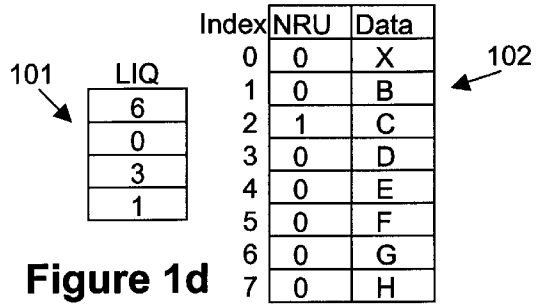 Index NRU Data
0 0 X
101 LIQ 102
1 0 B
6
2 1 C
0
3 0 D
3
4 0 E
1
5 0 F
6 0 G
Figure 1d
7 0 H